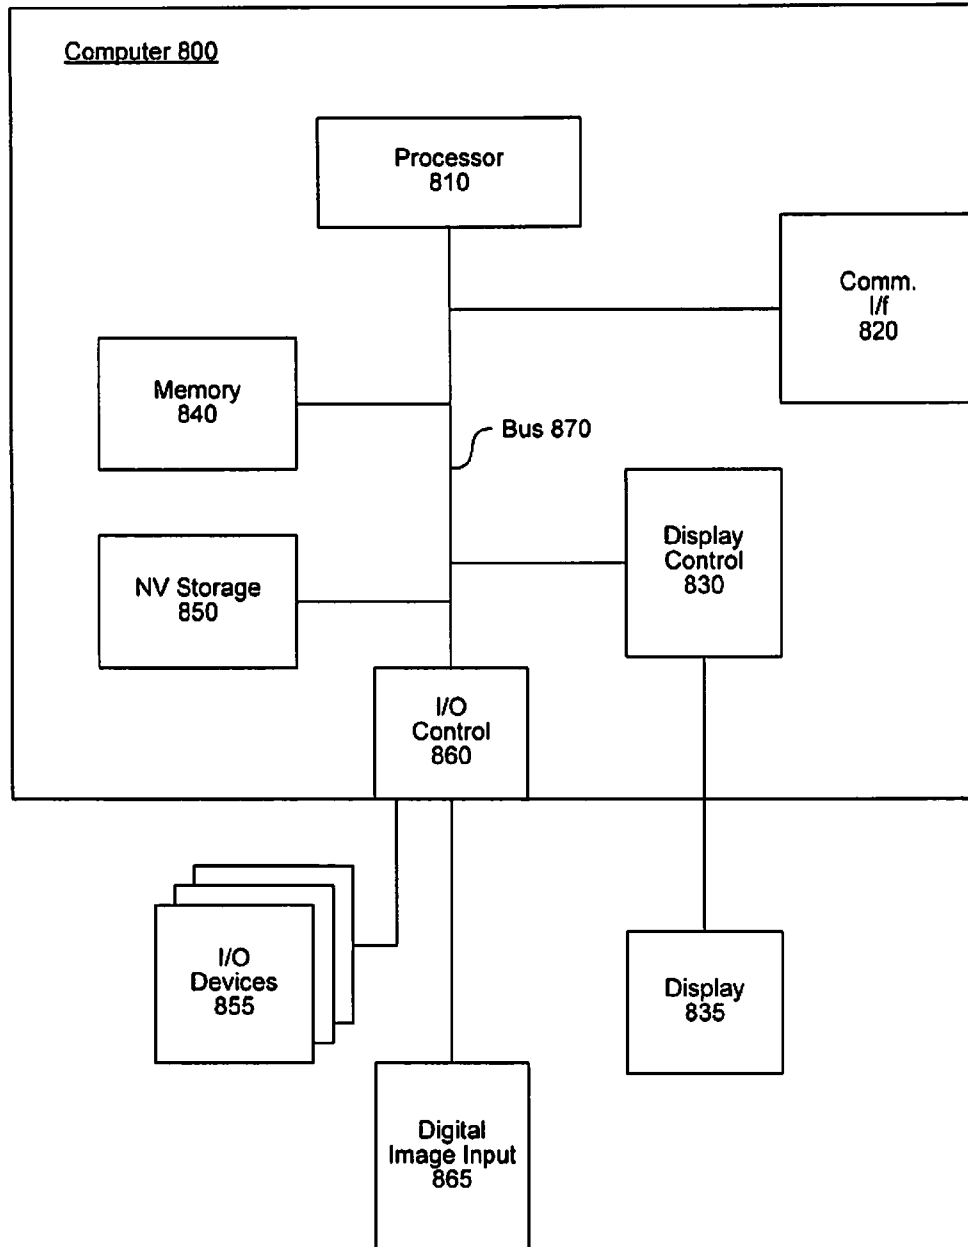 Computer 800
Processor
810
Comm.
I/f
820
Memory
840
Bus 870
Display
Control
830
NV Storage
850
I/O
Control
860
I/O
Devices
855
Display
835
Digital
Image Input
865